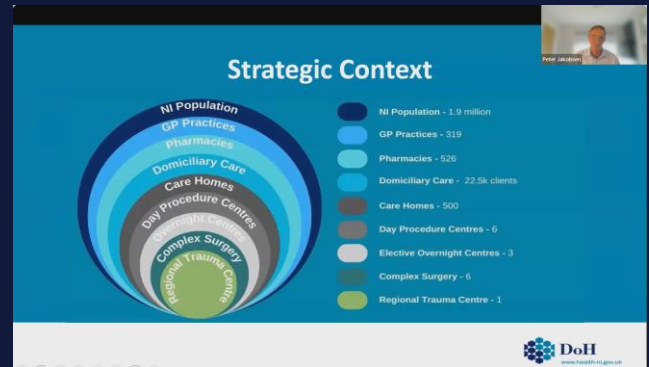 Peter Jakobsen
Strategic Context
NI Population
GP Practices
Pharmacies
Domiciliary Care
Care Homes
Day Procedure Centres
Overnight Centres
Complex Surgery
Regional Trauma Centre
NI Population - 1.9 million
GP Practices - 319
Pharmacies - 526
Domiciliary Care - 22.5k clients
Care Homes - 500
Day Procedure Centres - 6
Elective Overnight Centres - 3
Complex Surgery - 6
Regional Trauma Centre - 1
DoH
www.health-ni.gov.uk